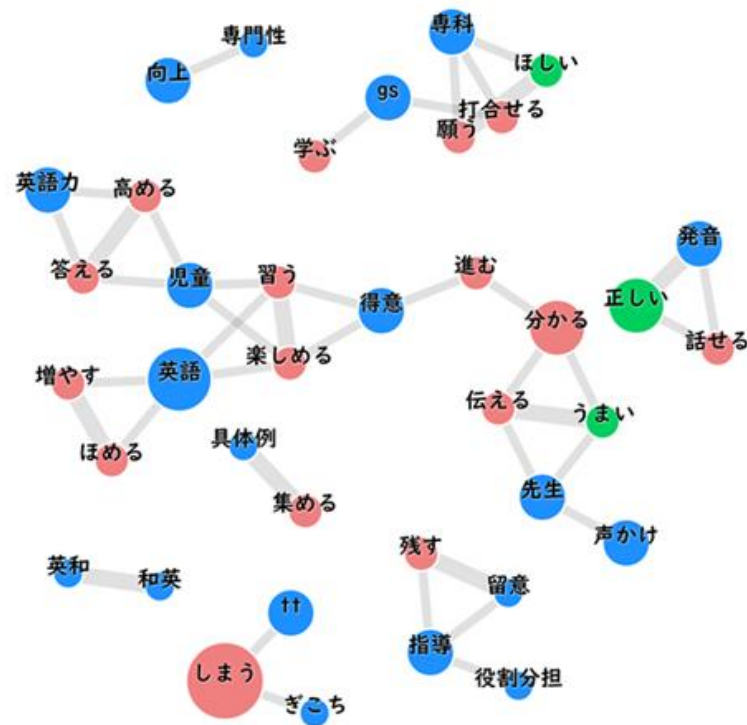 専門性
向上
専科
ほしい
gs
打合せる
願う
学ぶ
英語力
高める
答える
児童
習う
得意
進む
発音
正しい
分かる
話せる
英語
楽しめる
増やす
伝える
うまい
ほめる
具体例
集める
先生
声かけ
残す
英和
和英
留意
tt
指導
しまう
役割分担
ぎこち